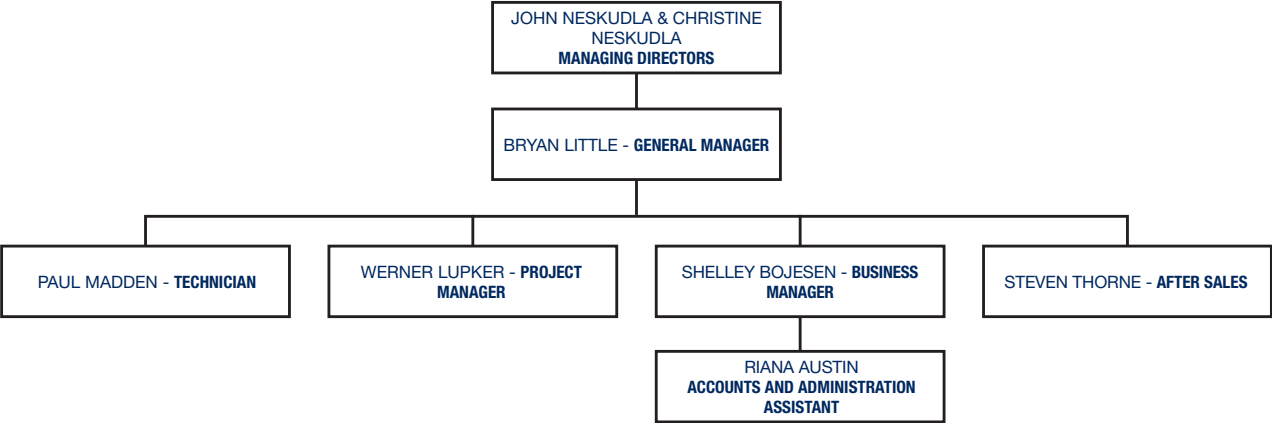 JOHN NESKUDLA & CHRISTINE
NESKUDLA
MANAGING DIRECTORS
BRYAN LITTLE - GENERAL MANAGER
PAUL MADDEN - TECHNICIAN
WERNER LUPKER - PROJECT
MANAGER
SHELLEY BOJESEN - BUSINESS
MANAGER
STEVEN THORNE - AFTER SALES
RIANA AUSTIN
ACCOUNTS AND ADMINISTRATION
ASSISTANT